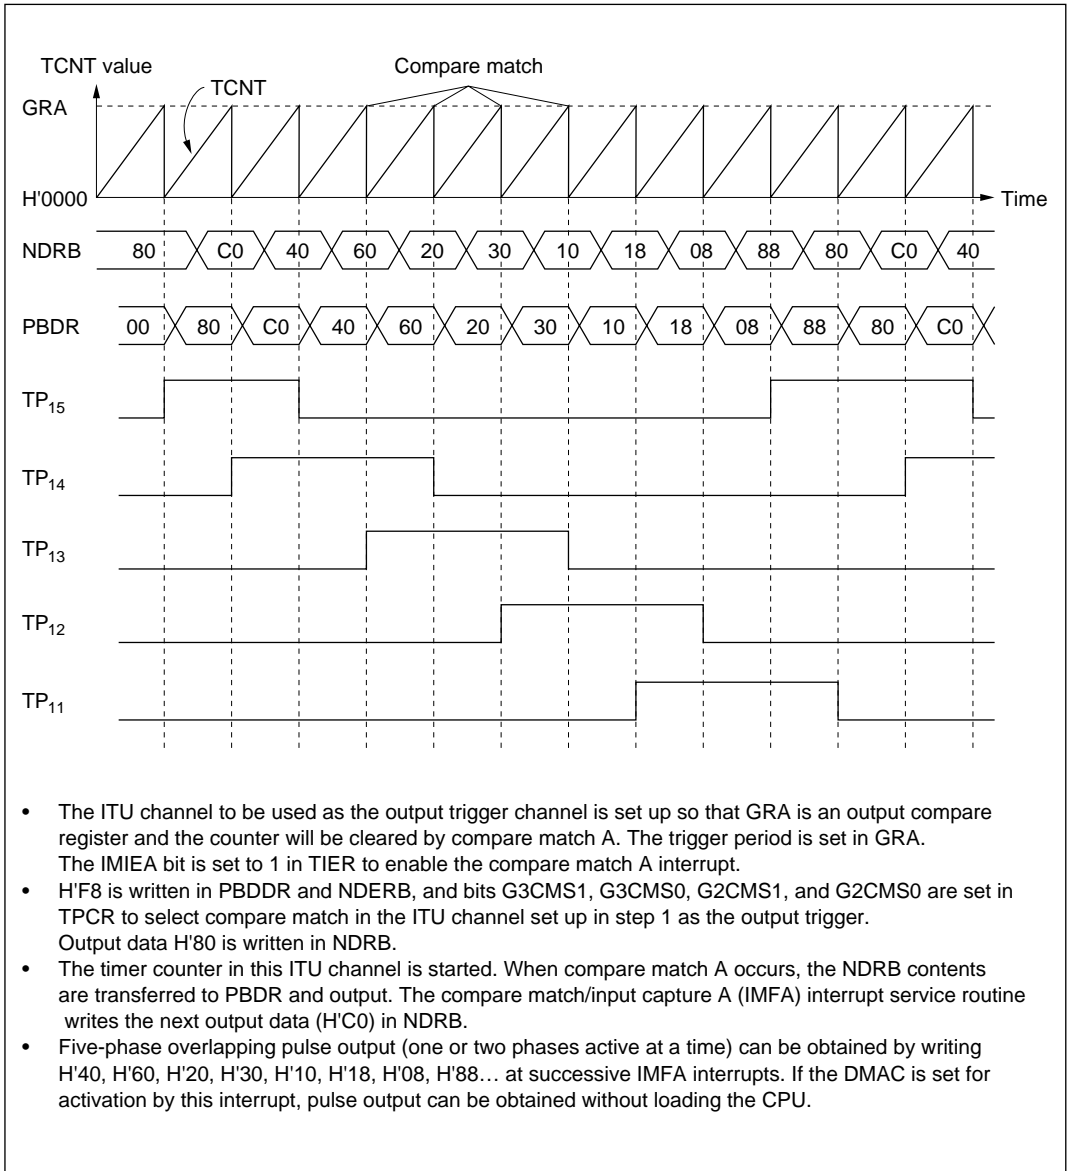 TCNT value
Compare match
TCNT
GRA
H'0000
Time
NDRB 80 C0 40 60 20 30 10 18 08 88 80 C0 40
PBDR 00 80 C0 40 60 20 30 10 18 08 88 80 C0
TP15
TP14
TP13
TP12
TP11
• The ITU channel to be used as the output trigger channel is set up so that GRA is an output compare
register and the counter will be cleared by compare match A. The trigger period is set in GRA.
The IMIEA bit is set to 1 in TIER to enable the compare match A interrupt.
• H'F8 is written in PBDDR and NDERB, and bits G3CMS1, G3CMS0, G2CMS1, and G2CMS0 are set in
TPCR to select compare match in the ITU channel set up in step 1 as the output trigger.
Output data H'80 is written in NDRB.
• The timer counter in this ITU channel is started. When compare match A occurs, the NDRB contents
are transferred to PBDR and output. The compare match/input capture A (IMFA) interrupt service routine
writes the next output data (H'C0) in NDRB.
• Five-phase overlapping pulse output (one or two phases active at a time) can be obtained by writing
H'40, H'60, H'20, H'30, H'10, H'18, H'08, H'88… at successive IMFA interrupts. If the DMAC is set for
activation by this interrupt, pulse output can be obtained without loading the CPU.